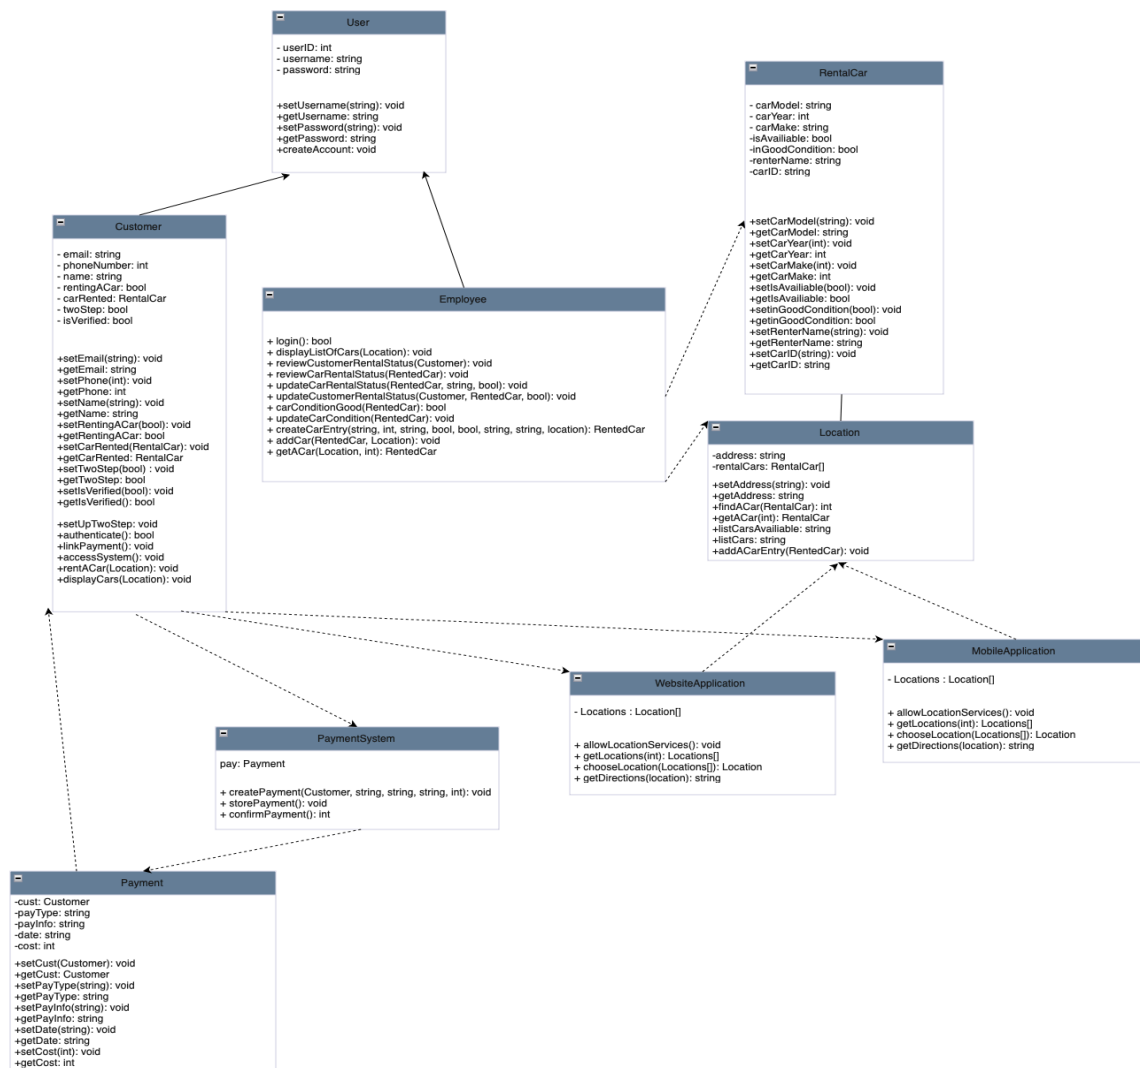 User
- userID: int
- username: string
- password: string
+setUsername(string): void
+getUsername: string
+setPassword(string): void
+getPassword: string
+createAccount: void
RentalCar
- carModel: string
- carYear: int
- carMake: string
-isAvailiable: bool
-inGoodCondition: bool
-renterName: string
-carID: string
+setCarModel(string): void
+getCarModel: string
+setCarYear(int): void
+getCarYear: int
+setCarMake(int): void
+getCarMake: int
+setIsAvailiable(bool): void
+getIsAvailiable: bool
+setinGoodCondition(bool): void
+getinGoodCondition: bool
+setRenterName(string): void
+getRenterName: string
+setCarID(string): void
+getCarID: string
Customer
- email: string
- phoneNumber: int
- name: string
- rentingACar: bool
- carRented: RentalCar
- twoStep: bool
- isVerified: bool
+setEmail(string): void
+getEmail: string
+setPhone(int): void
+getPhone: int
+setName(string): void
+getName: string
+setRentingACar(bool): void
+getRentingACar: bool
+setCarRented(RentalCar): void
+getCarRented: RentalCar
+setTwoStep(bool) : void
+getTwoStep: bool
+setIsVerified(bool): void
+getIsVerified(): bool
+setUpTwoStep: void
+authenticate(): bool
+linkPayment(): void
+accessSystem(): void
+rentACar(Location): void
+displayCars(Location): void
Employee
+ login(): bool
+ displayListOfCars(Location): void
+ reviewCustomerRentalStatus(Customer): void
+ reviewCarRentalStatus(RentedCar): void
+ updateCarRentalStatus(RentedCar, string, bool): void
+ updateCustomerRentalStatus(Customer, RentedCar, bool): void
+ carConditionGood(RentedCar): bool
+ updateCarCondition(RentedCar): void
+ createCarEntry(string, int, string, bool, bool, string, string, location): RentedCar
+ addCar(RentedCar, Location): void
+ getACar(Location, int): RentedCar
Location
-address: string
-rentalCars: RentalCar[]
+setAddress(string): void
+getAddress: string
+findACar(RentalCar): int
+getACar(int): RentalCar
+listCarsAvailiable: string
+listCars: string
+addACarEntry(RentedCar): void
MobileApplication
- Locations : Location[]
+ allowLocationServices(): void
+ getLocations(int): Locations[]
+ chooseLocation(Locations[]): Location
+ getDirections(location): string
WebsiteApplication
- Locations : Location[]
+ allowLocationServices(): void
+ getLocations(int): Locations[]
+ chooseLocation(Locations[]): Location
+ getDirections(location): string
PaymentSystem
pay: Payment
+ createPayment(Customer, string, string, string, int): void
+ storePayment(): void
+ confirmPayment(): int
Payment
-cust: Customer
-payType: string
-payInfo: string
-date: string
-cost: int
+setCust(Customer): void
+getCust: Customer
+setPayType(string): void
+getPayType: string
+setPayInfo(string): void
+getPayInfo: string
+setDate(string): void
+getDate: string
+setCost(int): void
+getCost: int